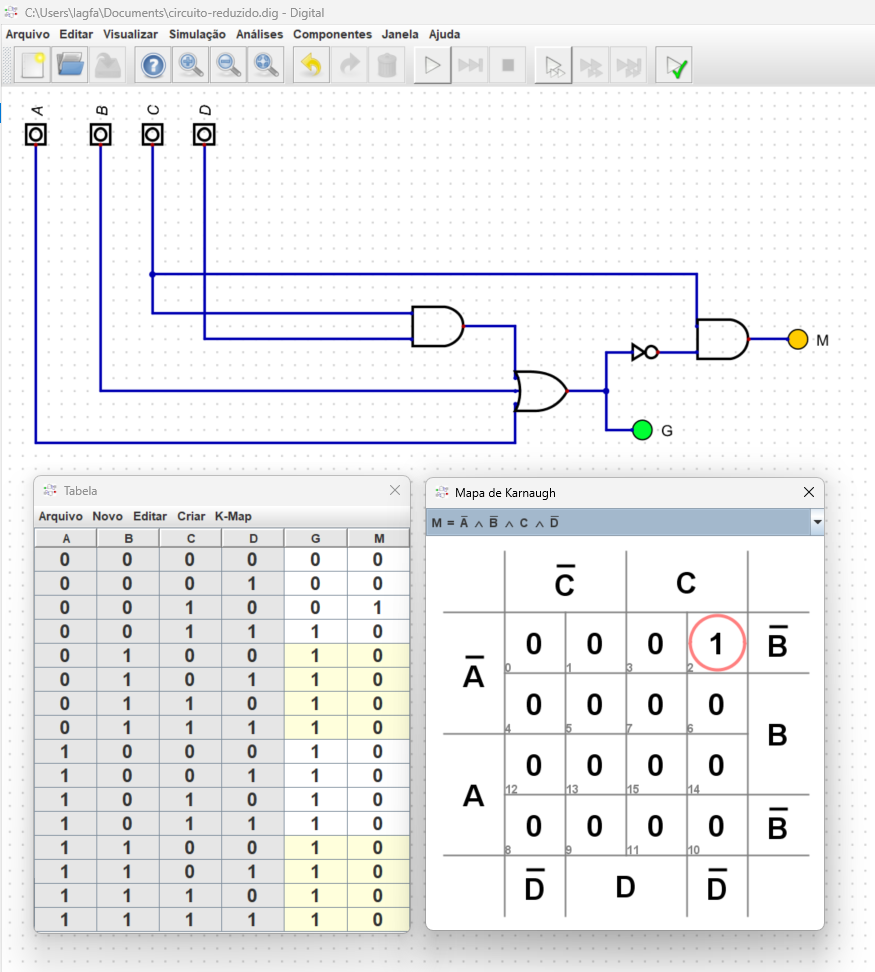 C:\Users\lagfa\Documents\circuito-reduzido.dig - Digital
Arquivo Editar Visualizar Simulação Análises Componentes Janela Ajuda
A B C D
M
G
Tabela
Arquivo Novo Editar Criar K-Map
A B C D G M
0 0 0 0 0 0
0 0 0 1 0 0
0 0 1 0 0 1
0 0 1 1 1 0
0 1 0 0 1 0
0 1 0 1 1 0
0 1 1 0 1 0
0 1 1 1 1 0
1 0 0 0 1 0
1 0 0 1 1 0
1 0 1 0 1 0
1 0 1 1 1 0
1 1 0 0 1 0
1 1 0 1 1 0
1 1 1 0 1 0
1 1 1 1 1 0
Mapa de Karnaugh
M = A̅ ∧ B̅ ∧ C ∧ D̅
C̅ C
A̅ 0 0 0 1 B̅
0 1 3 2
0 0 0 0 B
4 5 7 6
A 0 0 0 0
12 13 15 14
0 0 0 0 B̅
8 9 11 10
D̅ D D̅